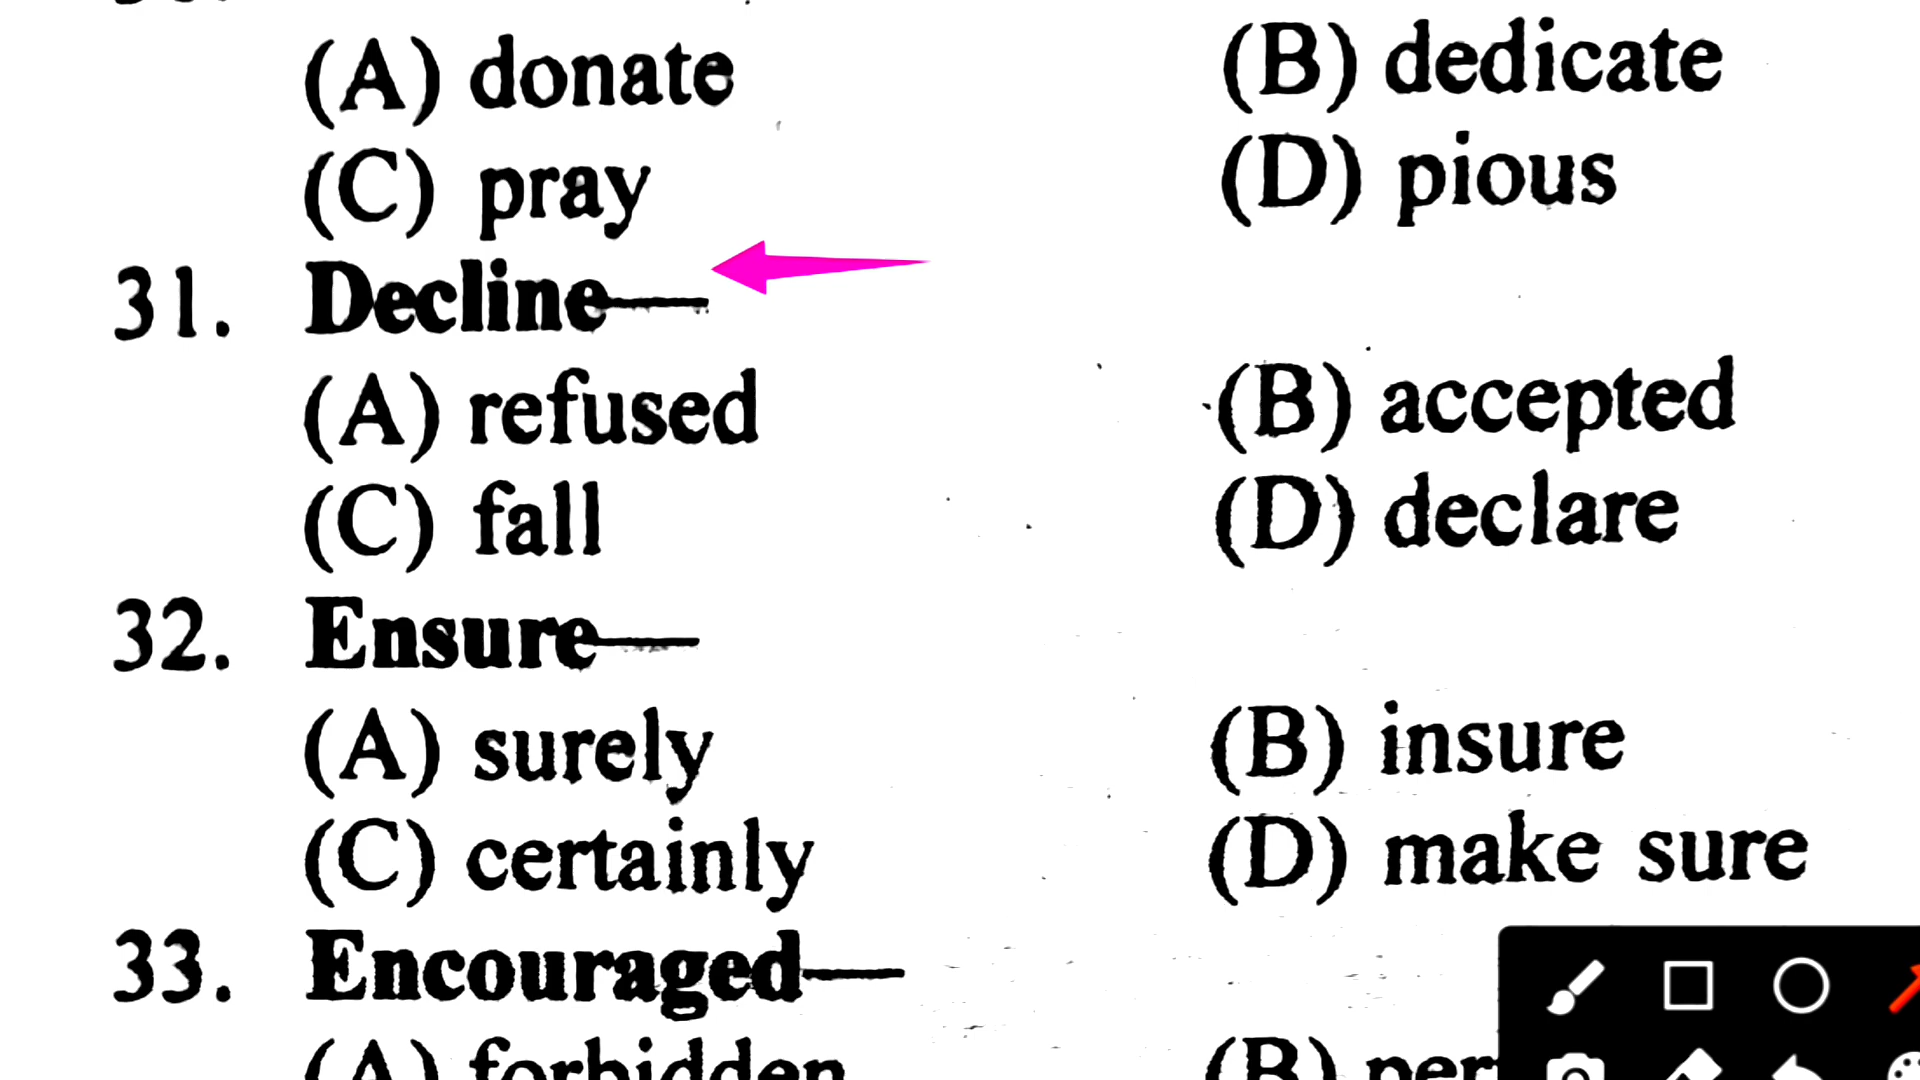 (A) donate (B) dedicate
(C) pray (D) pious
31. Decline—
(A) refused (B) accepted
(C) fall (D) declare
32. Ensure—
(A) surely (B) insure
(C) certainly (D) make sure
33. Encouraged—
(A) forbidden (B)